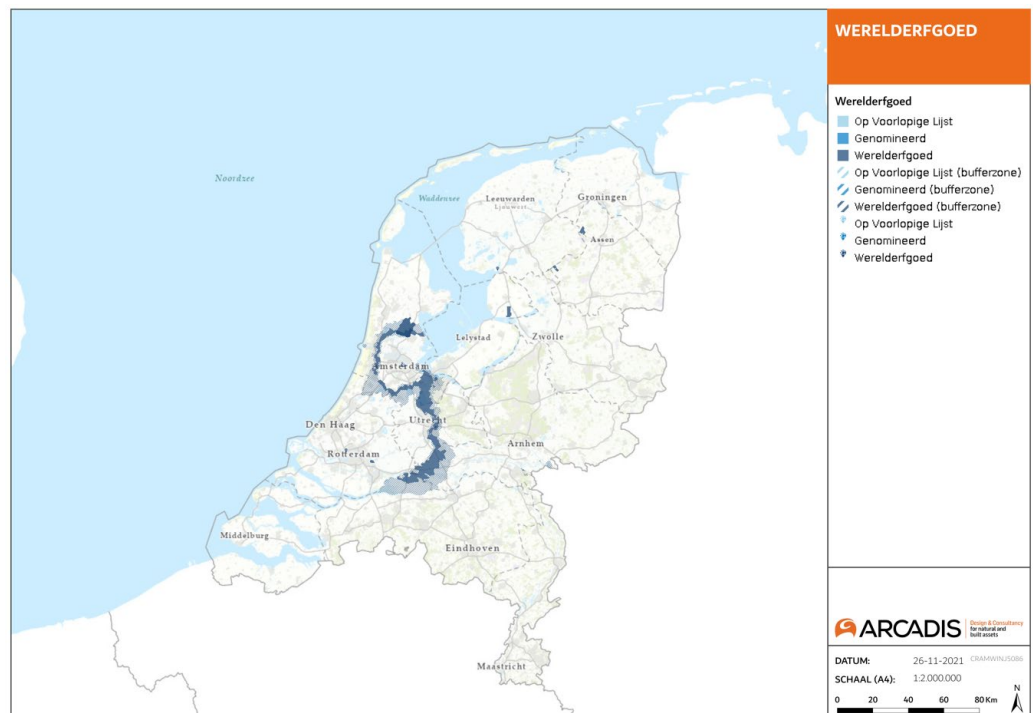 WERELDERFGOED
Werelderfgoed
Op Voorlopige Lijst
Genomineerd
Werelderfgoed
Op Voorlopige Lijst (bufferzone)
Genomineerd (bufferzone)
Werelderfgoed (bufferzone)
Op Voorlopige Lijst
Genomineerd
Werelderfgoed
Noordzee
Waddenzee
Leeuwarden
Ljouwert
Groningen
Assen
Lelystad
Zwolle
Amsterdam
Den Haag
Utrecht
Arnhem
Rotterdam
Middelburg
Eindhoven
Maastricht
ARCADIS
Design & Consultancy
for natural and
built assets
DATUM: 26-11-2021 CRAMWINJ5086
SCHAAL (A4): 1:2.000.000
N
0 20 40 60 80 Km